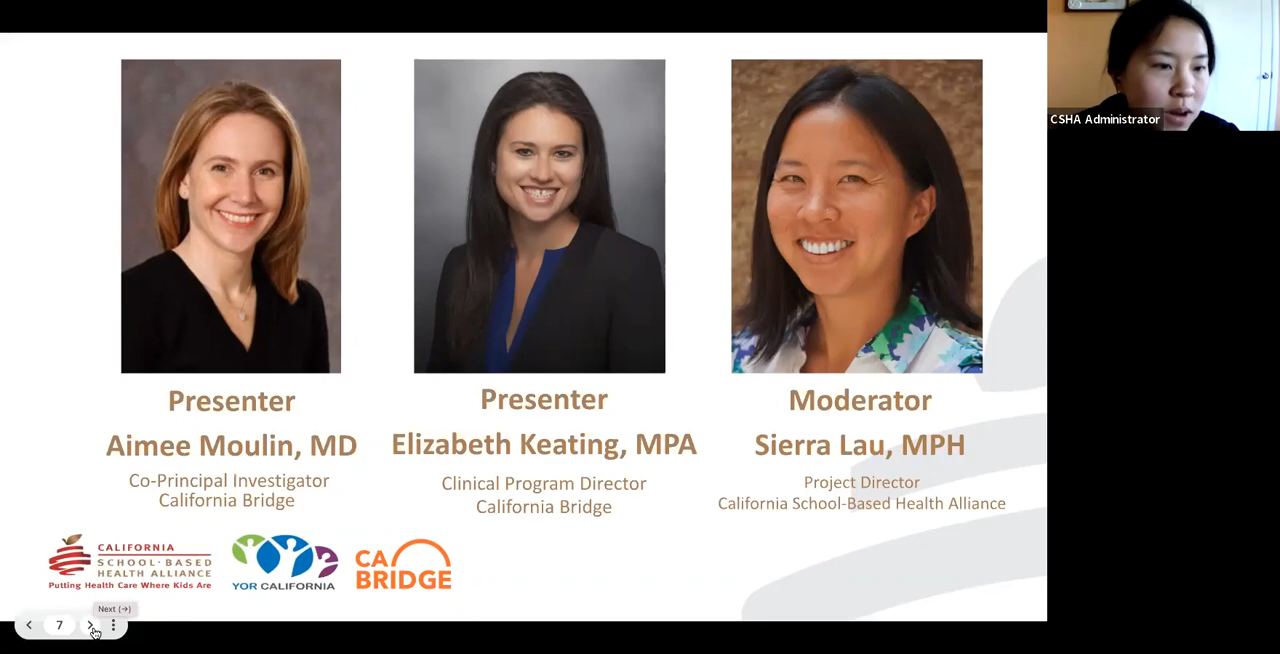 CSHA Administrator
Presenter
Aimee Moulin, MD
Co-Principal Investigator
California Bridge
Presenter
Elizabeth Keating, MPA
Clinical Program Director
California Bridge
Moderator
Sierra Lau, MPH
Project Director
California School-Based Health Alliance
CALIFORNIA
SCHOOL·BASED
HEALTH ALLIANCE
Putting Health Care Where Kids Are
YOR CALIFORNIA
CA
BRIDGE
Next (→)
7